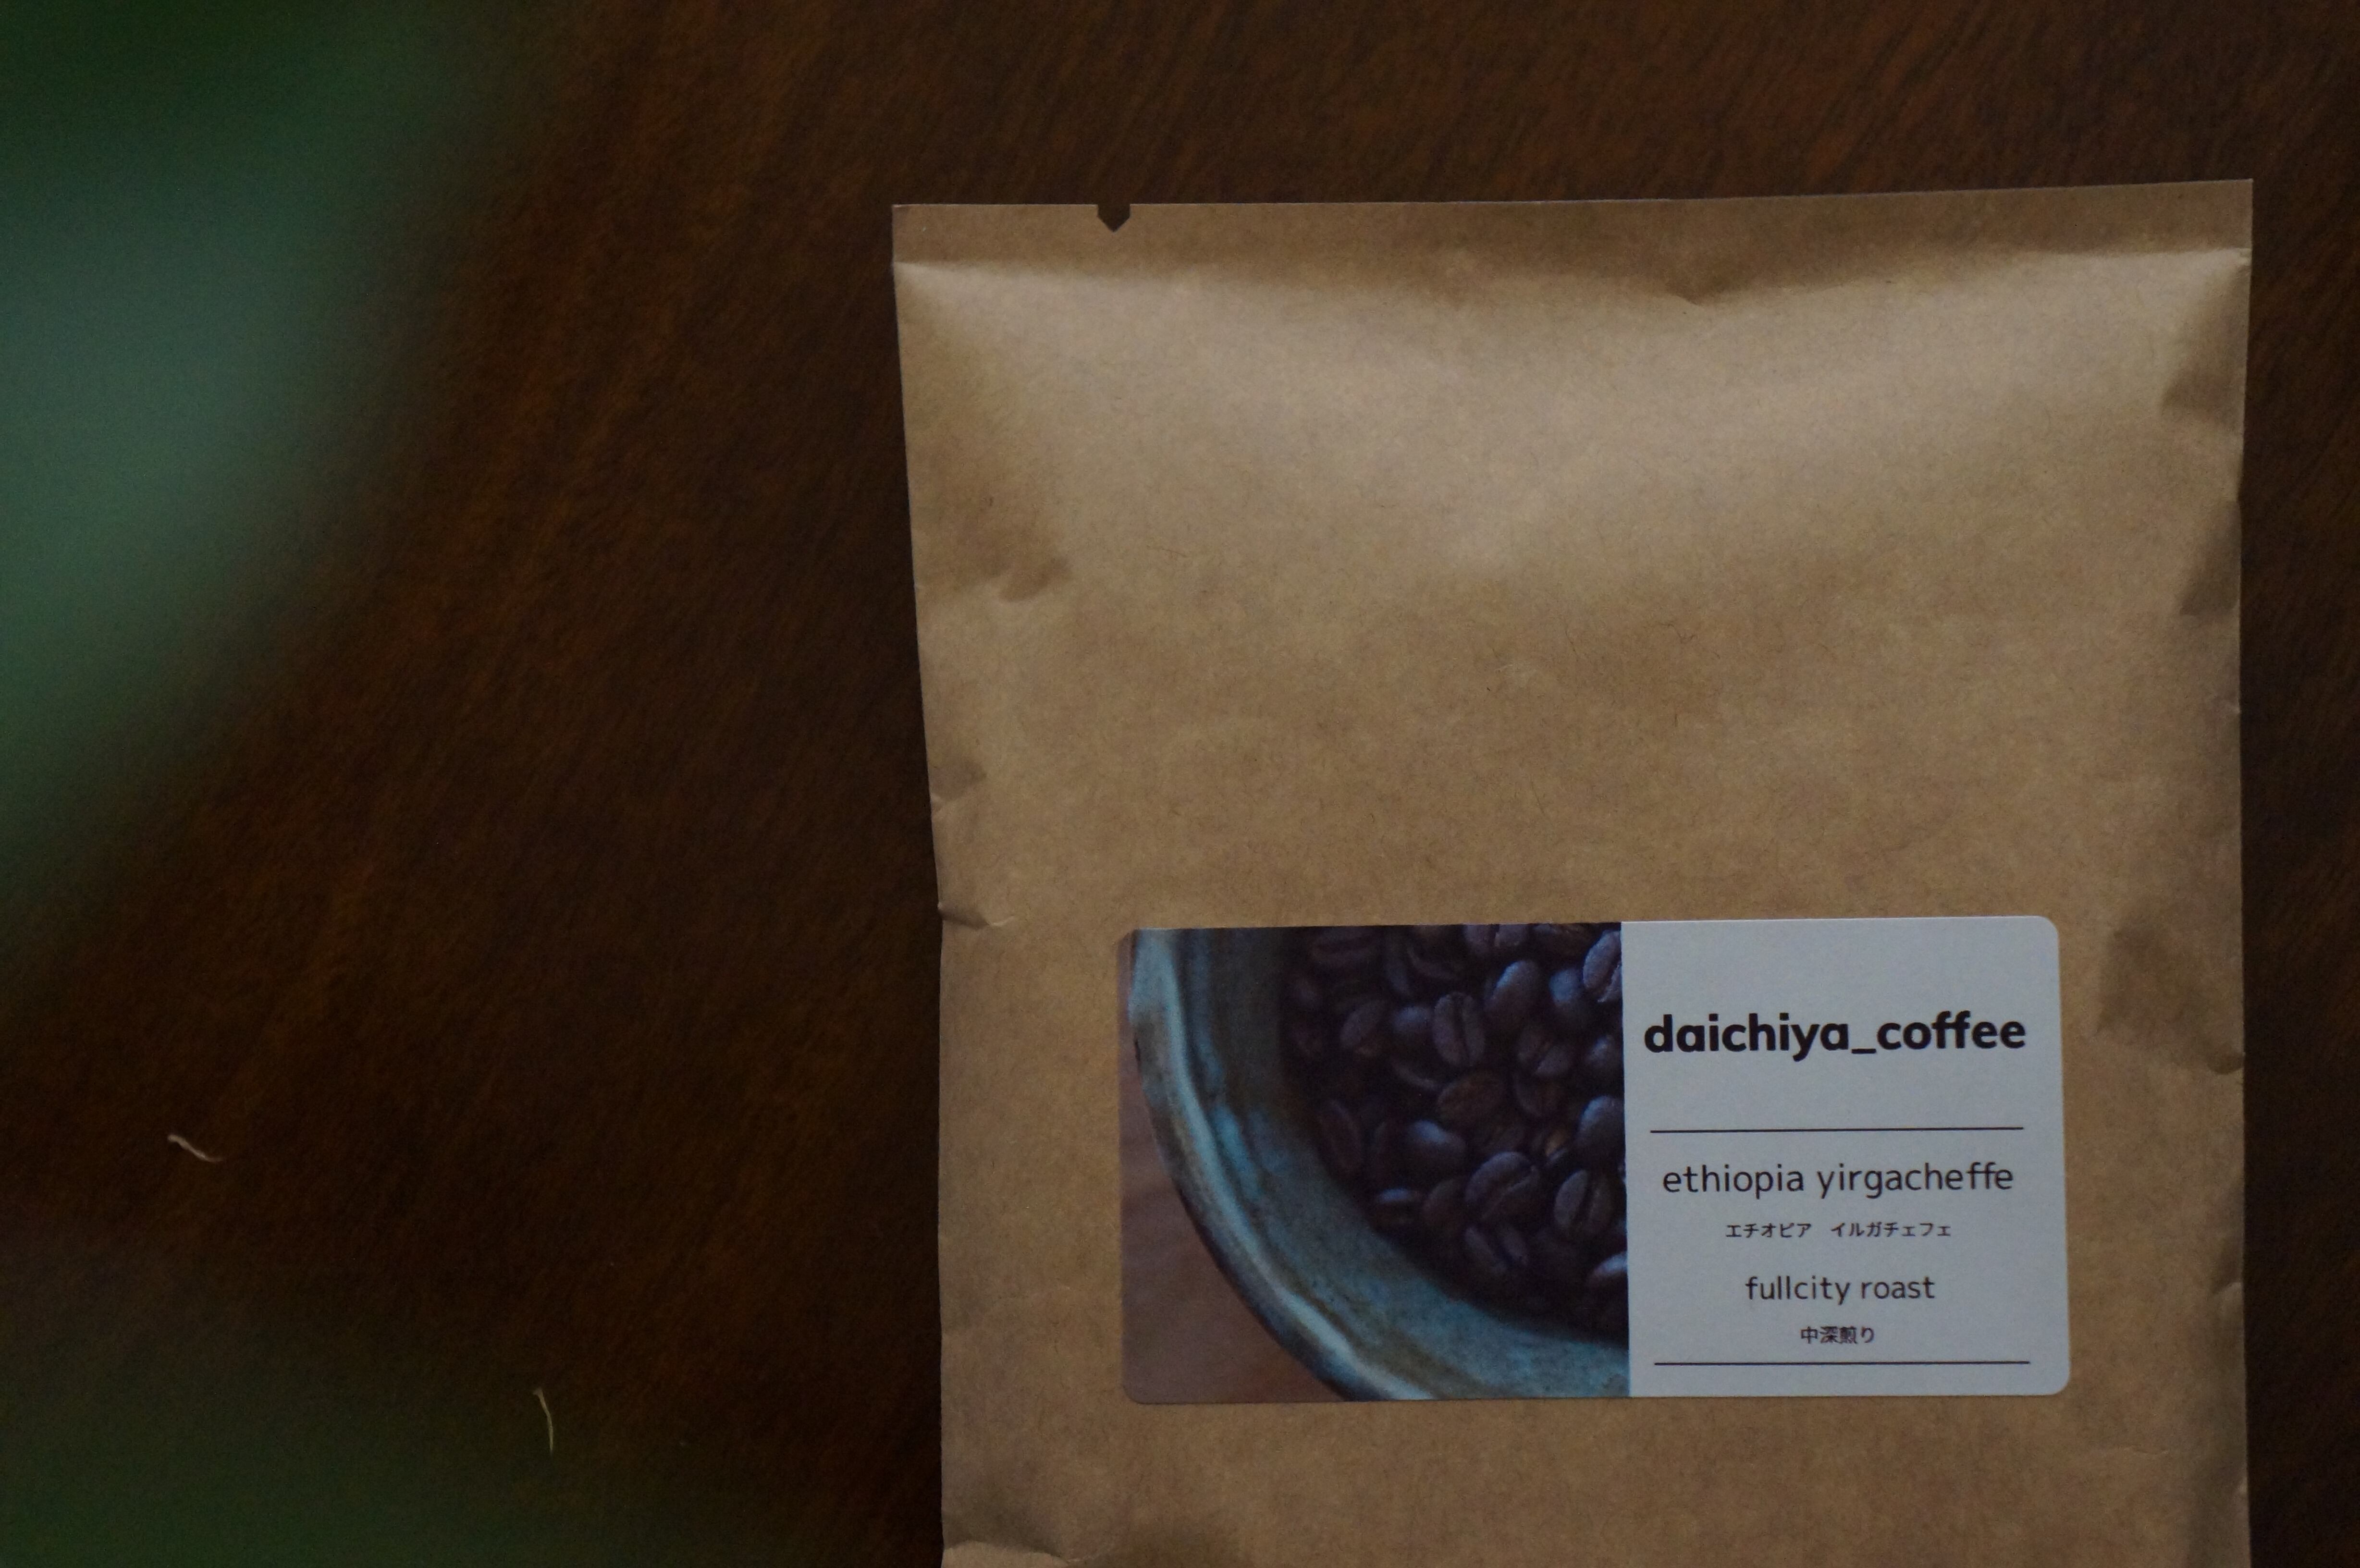 daichiya_coffee
ethiopia yirgacheffe
エチオピア　イルガチェフェ
fullcity roast
中深煎り